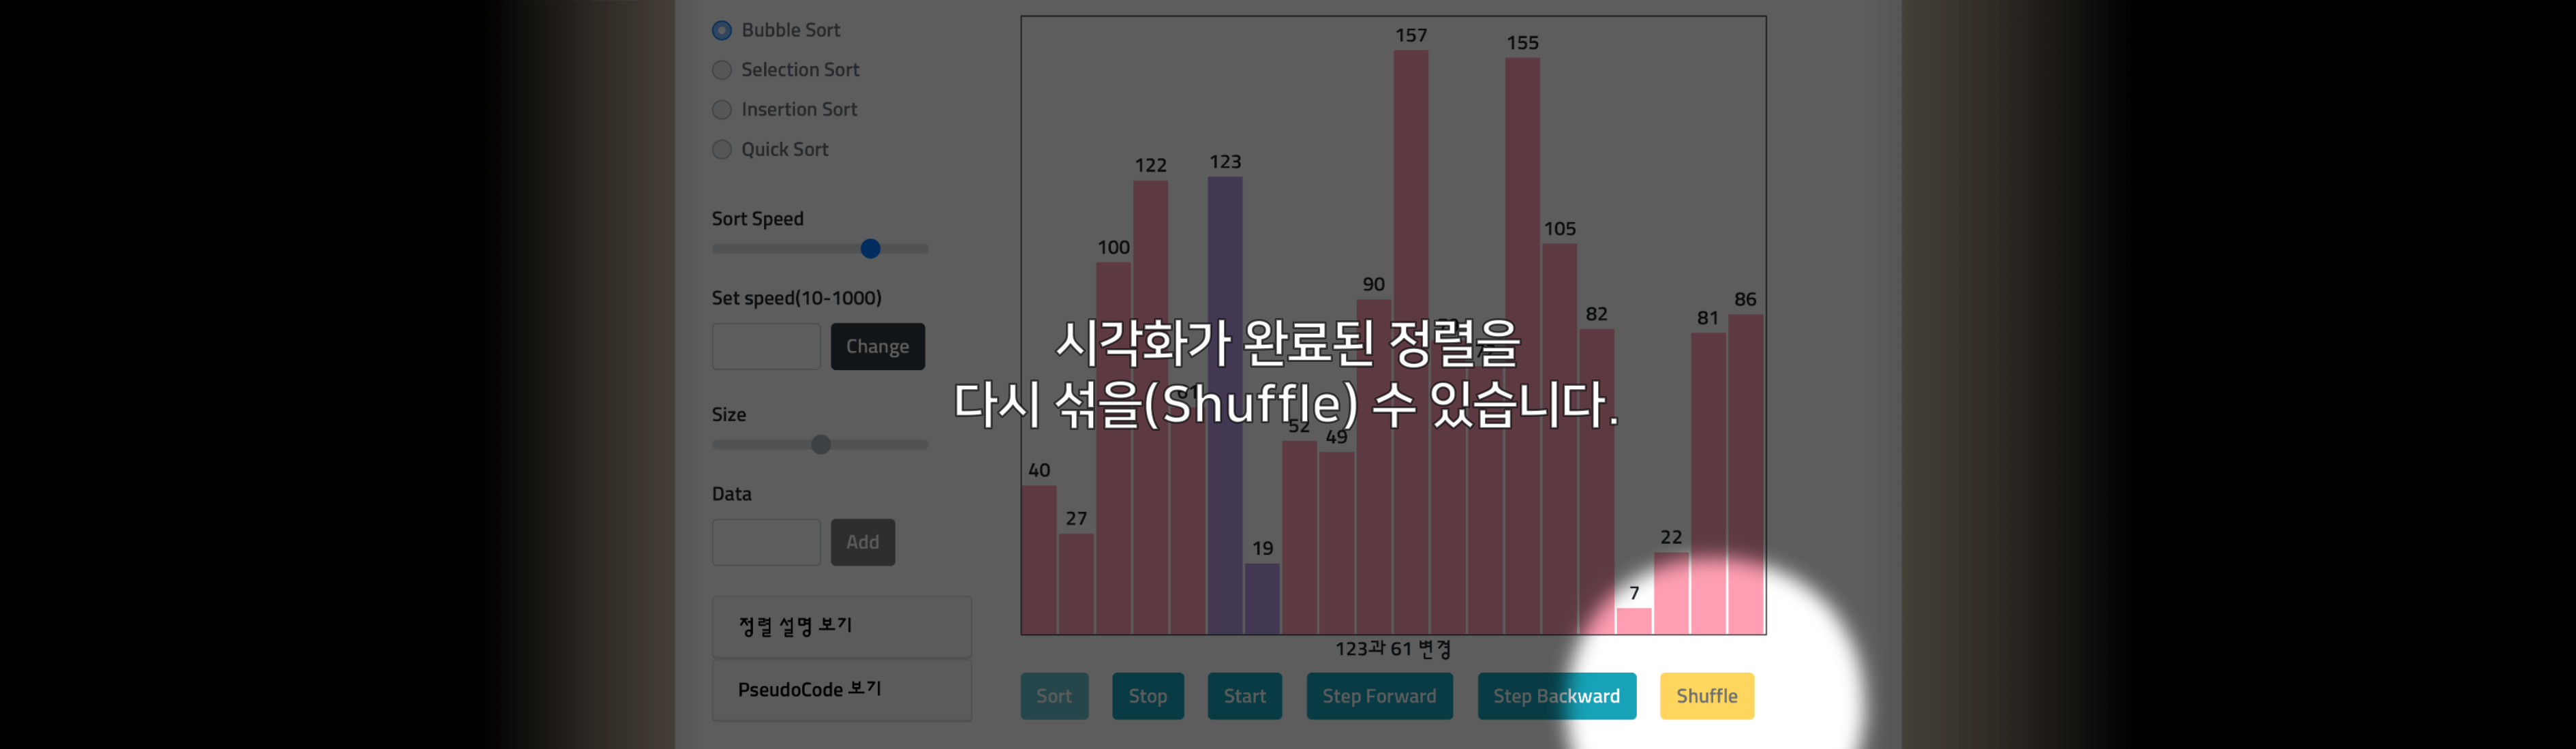 Bubble Sort
Selection Sort
Insertion Sort
Quick Sort
Sort Speed
Set speed(10-1000)
Change
Size
Data
Add
정렬 설명 보기
PseudoCode 보기
40
27
100
122
61
123
19
52
49
90
157
155
105
82
7
22
81
86
시각화가 완료된 정렬을
다시 섞을(Shuffle) 수 있습니다.
123과 61 변경
Sort
Stop
Start
Step Forward
Step Backward
Shuffle